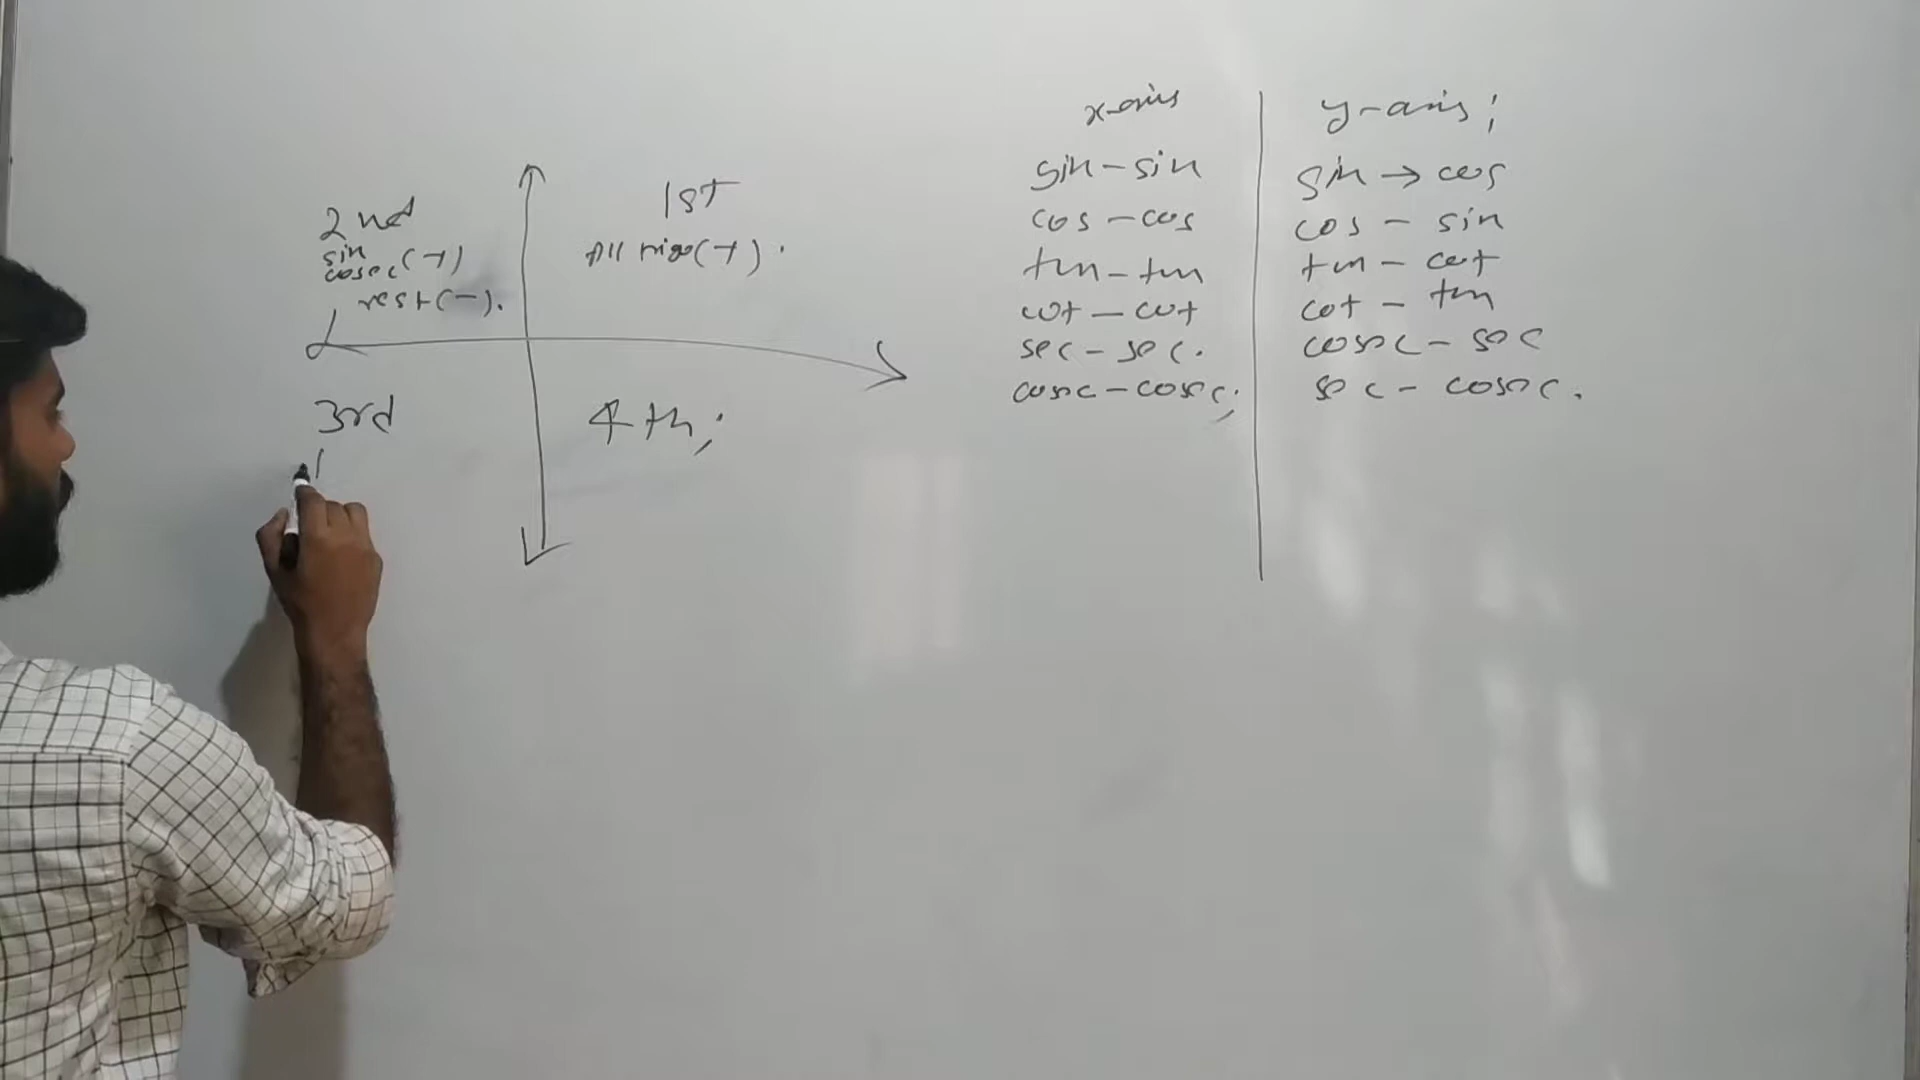 2nd
sin
cosec (+)
rest (-).
1st
All trigo (+).
3rd
4th;
x-axis
sin - sin
cos - cos
tan - tan
cot - cot
sec - sec.
cosec - cosec;
y-axis;
sin → cos
cos - sin
tan - cot
cot - tan
cosec - sec
sec - cosec.